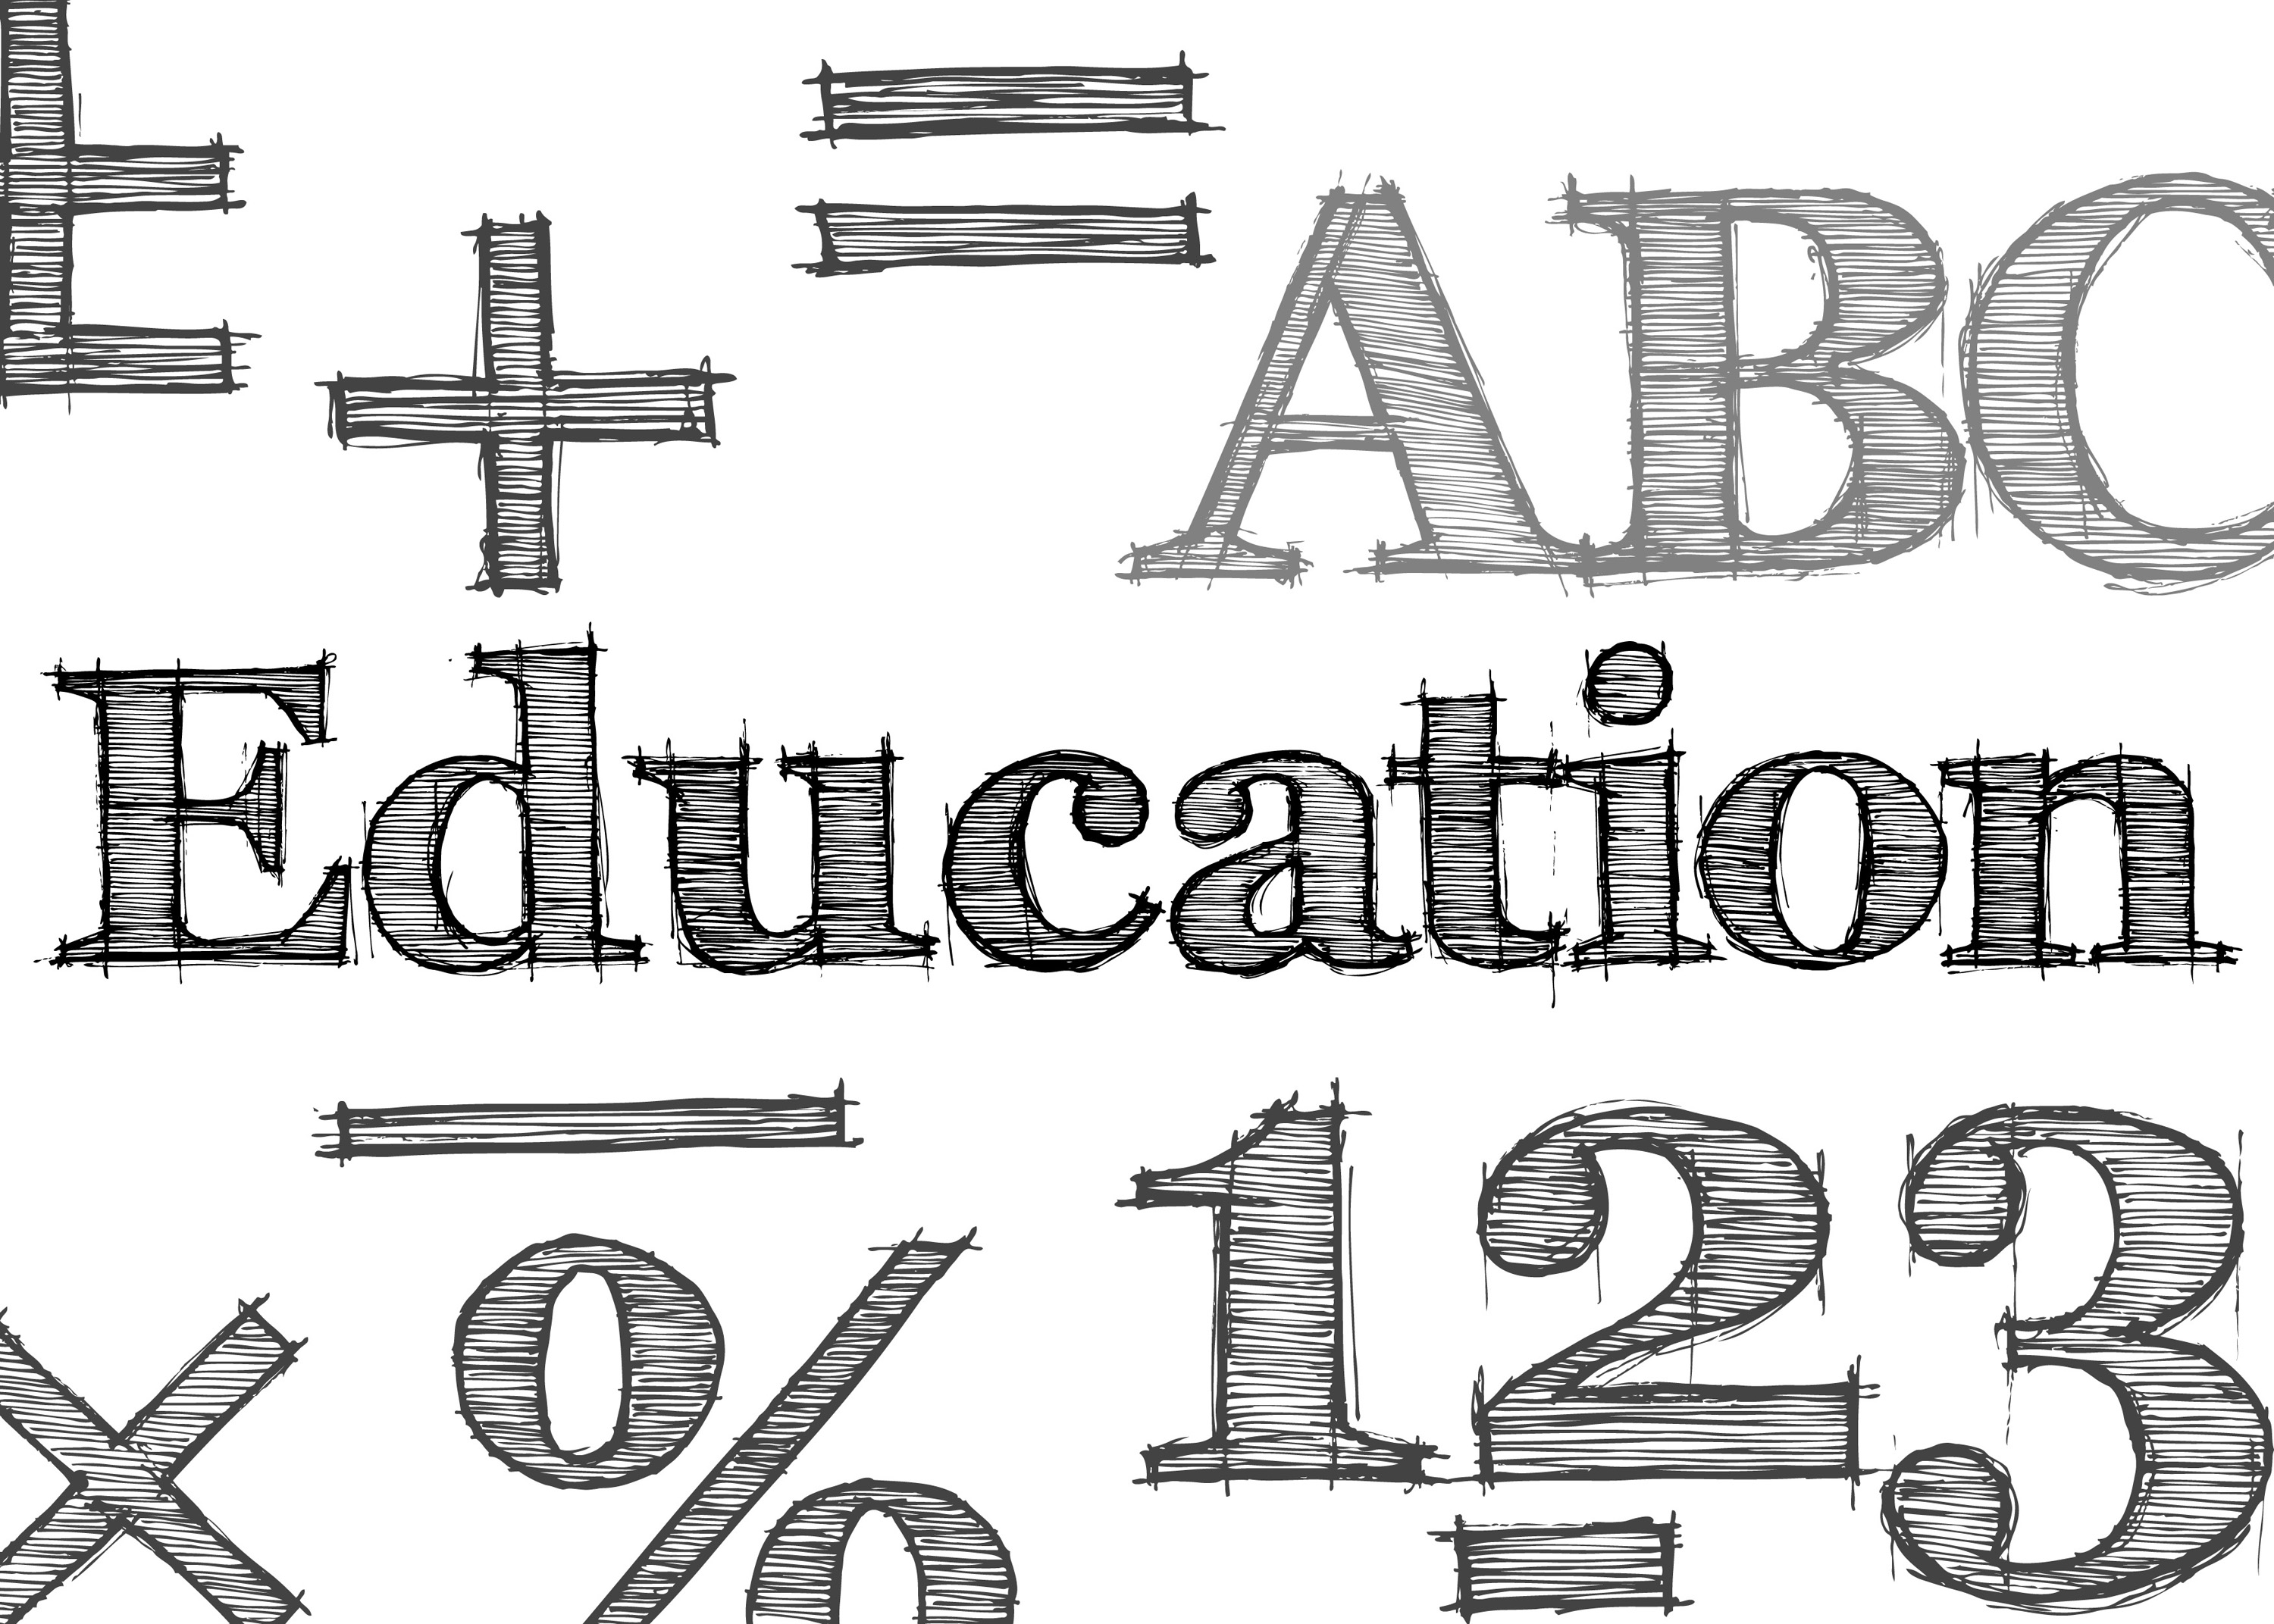 ± + =
ABC
Education
−
× %
123
-